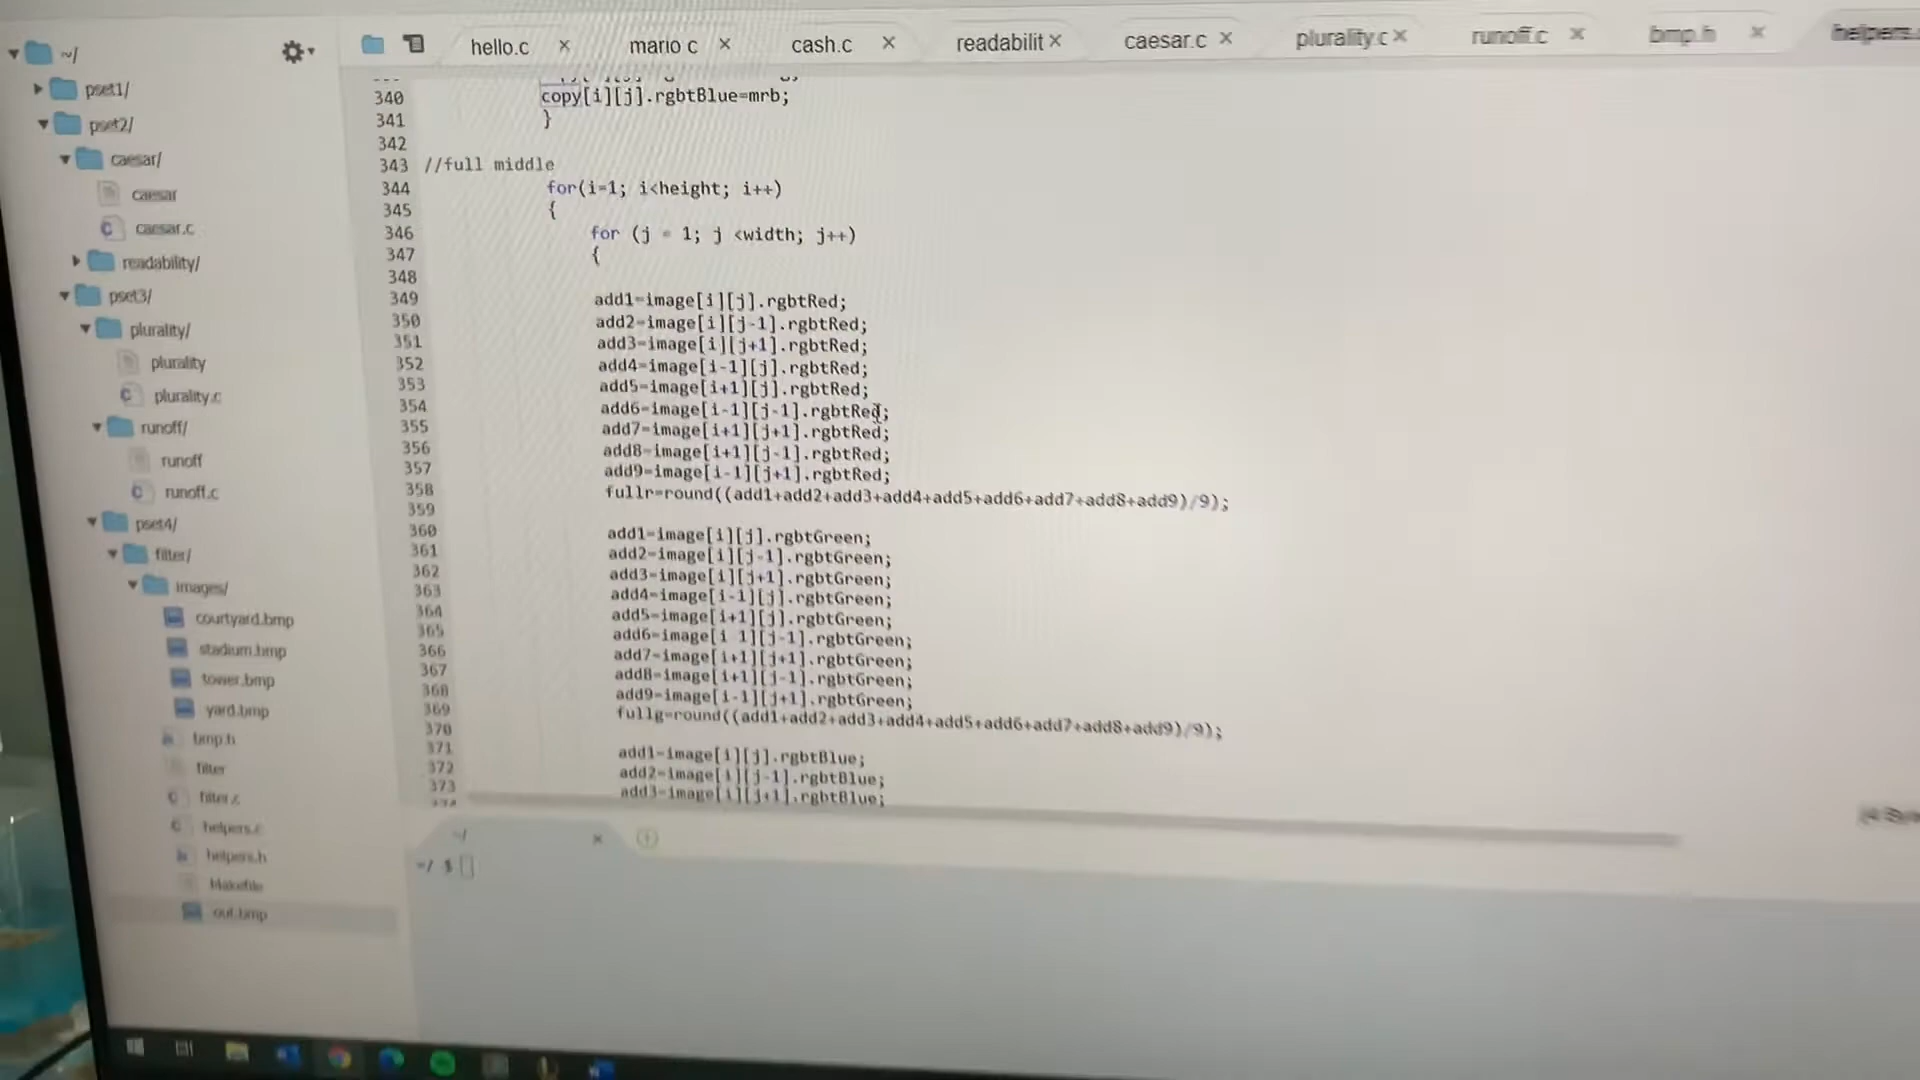 ~/
hello.c
mario c
cash.c
readabilit
caesar.c
plurality.c
runoff.c
bmp.h
helpers.
pset1/
pset2/
caesar/
caesar
caesar.c
readability/
pset3/
plurality/
plurality
plurality.c
runoff/
runoff
runoff.c
pset4/
filter/
images/
courtyard.bmp
stadium.bmp
tower.bmp
yard.bmp
bmp.h
filter
filter.c
helpers.c
helpers.h
Makefile
out.bmp
340 copy[i][j].rgbtBlue=mrb;
341 }
342
343 //full middle
344 for(i=1; i<height; i++)
345 {
346 for (j = 1; j <width; j++)
347 {
348
349 add1=image[i][j].rgbtRed;
350 add2=image[i][j-1].rgbtRed;
351 add3=image[i][j+1].rgbtRed;
352 add4=image[i-1][j].rgbtRed;
353 add5=image[i+1][j].rgbtRed;
354 add6=image[i-1][j-1].rgbtRed;
355 add7=image[i+1][j+1].rgbtRed;
356 add8=image[i+1][j-1].rgbtRed;
357 add9=image[i-1][j+1].rgbtRed;
358 fullr=round((add1+add2+add3+add4+add5+add6+add7+add8+add9)/9);
359
360 add1=image[i][j].rgbtGreen;
361 add2=image[i][j-1].rgbtGreen;
362 add3=image[i][j+1].rgbtGreen;
363 add4=image[i-1][j].rgbtGreen;
364 add5=image[i+1][j].rgbtGreen;
365 add6=image[i-1][j-1].rgbtGreen;
366 add7=image[i+1][j+1].rgbtGreen;
367 add8=image[i+1][j-1].rgbtGreen;
368 add9=image[i-1][j+1].rgbtGreen;
369 fullg=round((add1+add2+add3+add4+add5+add6+add7+add8+add9)/9);
370
371 add1=image[i][j].rgbtBlue;
372 add2=image[i][j-1].rgbtBlue;
373 add3=image[i][j+1].rgbtBlue;
~/
~/ $